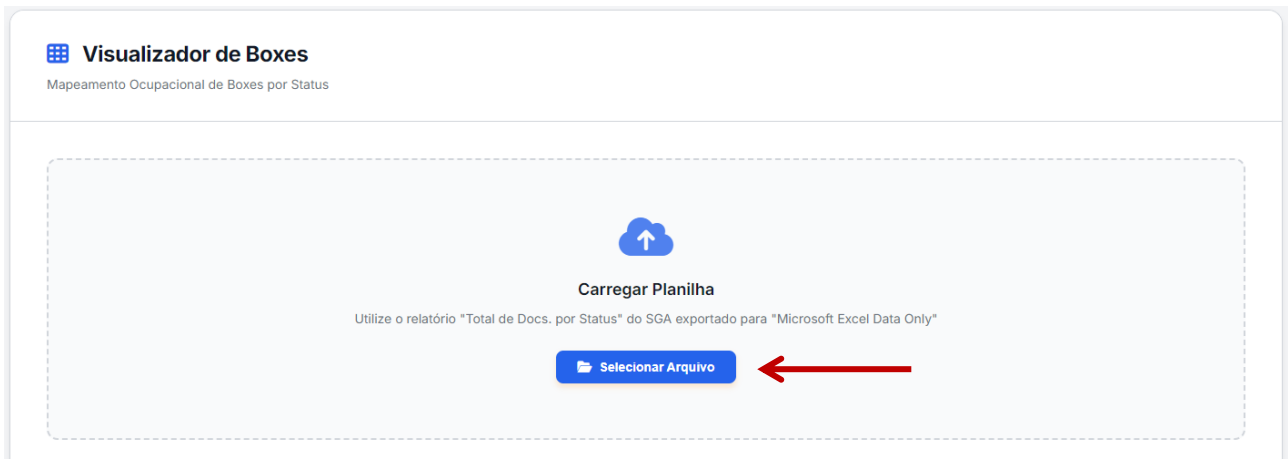 Visualizador de Boxes
Mapeamento Ocupacional de Boxes por Status
Carregar Planilha
Utilize o relatório "Total de Docs. por Status" do SGA exportado para "Microsoft Excel Data Only"
Selecionar Arquivo